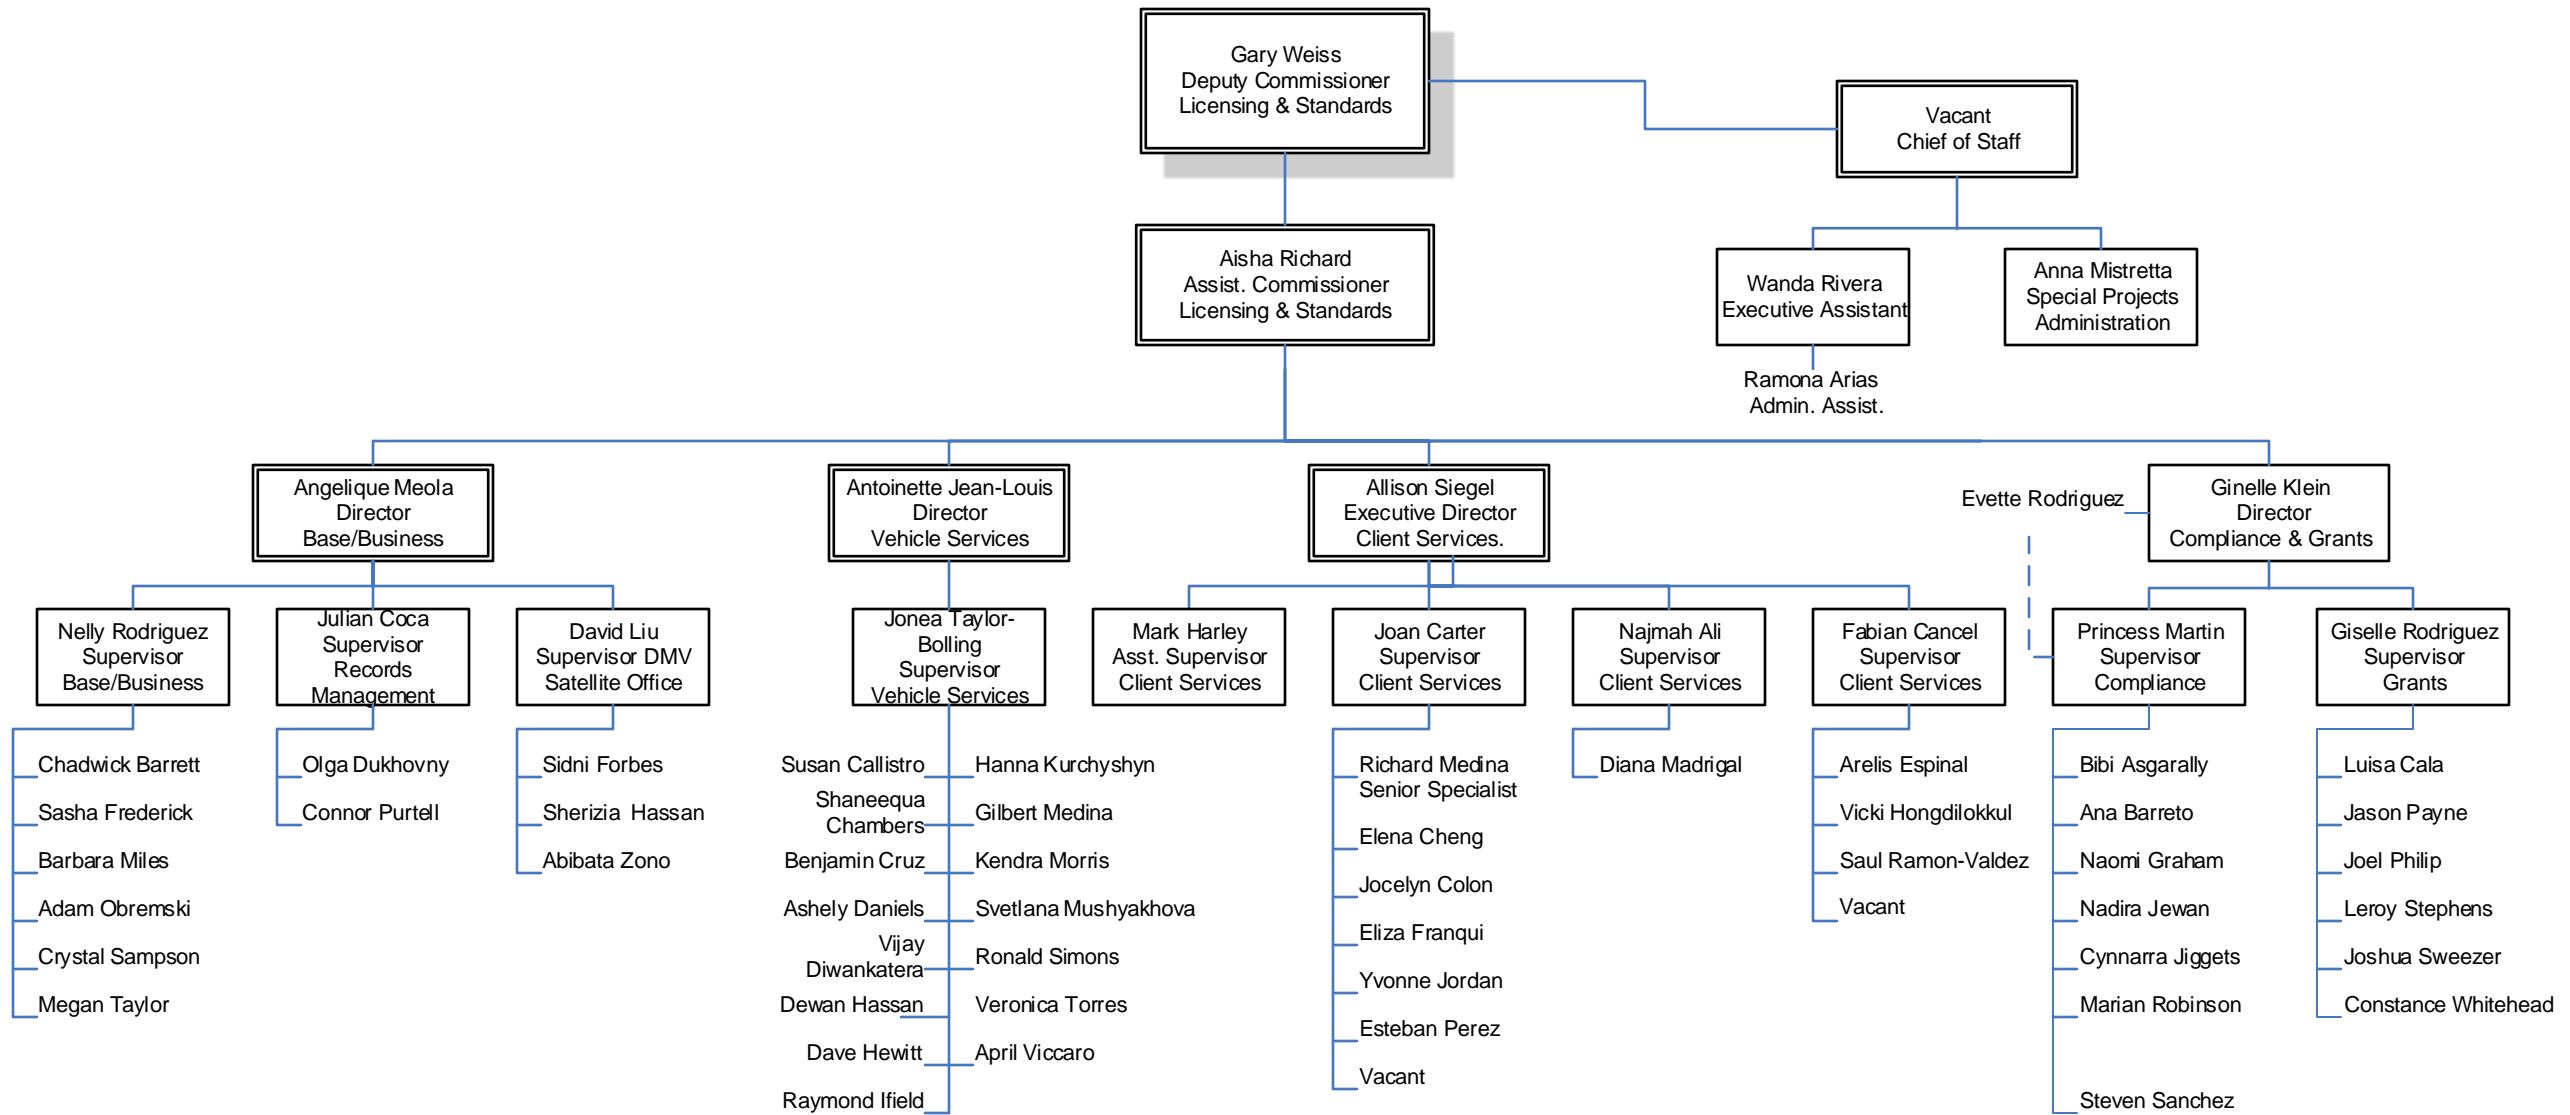 Gary Weiss
Deputy Commissioner
Licensing & Standards
Vacant
Chief of Staff
Aisha Richard
Assist. Commissioner
Licensing & Standards
Wanda Rivera
Executive Assistant
Anna Mistretta
Special Projects
Administration
Ramona Arias
Admin. Assist.
Angelique Meola
Director
Base/Business
Antoinette Jean-Louis
Director
Vehicle Services
Allison Siegel
Executive Director
Client Services.
Evette Rodriguez
Ginelle Klein
Director
Compliance & Grants
Nelly Rodriguez
Supervisor
Base/Business
Julian Coca
Supervisor
Records
Management
David Liu
Supervisor DMV
Satellite Office
Jonea Taylor-
Bolling
Supervisor
Vehicle Services
Mark Harley
Asst. Supervisor
Client Services
Joan Carter
Supervisor
Client Services
Najmah Ali
Supervisor
Client Services
Fabian Cancel
Supervisor
Client Services
Princess Martin
Supervisor
Compliance
Giselle Rodriguez
Supervisor
Grants
Chadwick Barrett
Sasha Frederick
Barbara Miles
Adam Obremski
Crystal Sampson
Megan Taylor
Olga Dukhovny
Connor Purtell
Sidni Forbes
Sherizia Hassan
Abibata Zono
Susan Callistro
Shaneequa
Chambers
Benjamin Cruz
Ashely Daniels
Vijay
Diwankatera
Dewan Hassan
Dave Hewitt
Raymond Ifield
Hanna Kurchyshyn
Gilbert Medina
Kendra Morris
Svetlana Mushyakhova
Ronald Simons
Veronica Torres
April Viccaro
Richard Medina
Senior Specialist
Elena Cheng
Jocelyn Colon
Eliza Franqui
Yvonne Jordan
Esteban Perez
Vacant
Diana Madrigal
Arelis Espinal
Vicki Hongdilokkul
Saul Ramon-Valdez
Vacant
Bibi Asgarally
Ana Barreto
Naomi Graham
Nadira Jewan
Cynnarra Jiggets
Marian Robinson
Steven Sanchez
Luisa Cala
Jason Payne
Joel Philip
Leroy Stephens
Joshua Sweezer
Constance Whitehead